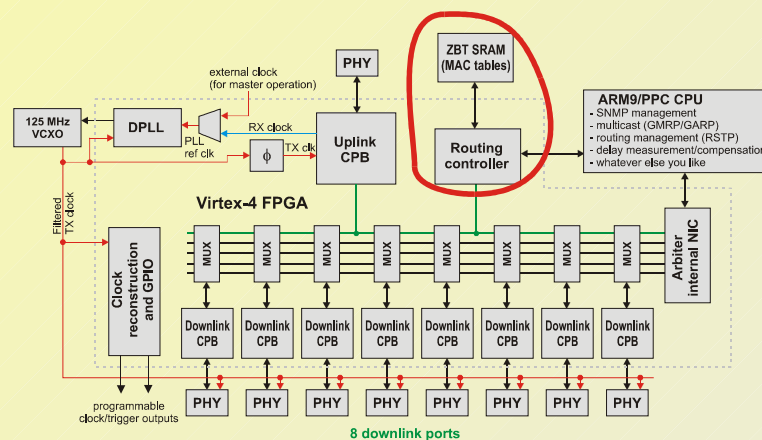 ZBT SRAM
(MAC tables)
external clock
(for master operation)
PHY
ARM9/PPC CPU
- SNMP management
- multicast (GMRP/GARP)
- routing management (RSTP)
- delay measurement/compensation
- whatever else you like
125 MHz
VCXO
DPLL
RX clock
PLL
ref clk
TX clk
ϕ
Uplink
CPB
Routing
controller
Virtex-4 FPGA
Filtered
TX clock
Clock
reconstruction
and GPIO
MUX
MUX
MUX
MUX
MUX
MUX
MUX
MUX
Arbiter
internal NIC
Downlink
CPB
Downlink
CPB
Downlink
CPB
Downlink
CPB
Downlink
CPB
Downlink
CPB
Downlink
CPB
Downlink
CPB
PHY
PHY
PHY
PHY
PHY
PHY
PHY
PHY
programmable
clock/trigger outputs
8 downlink ports